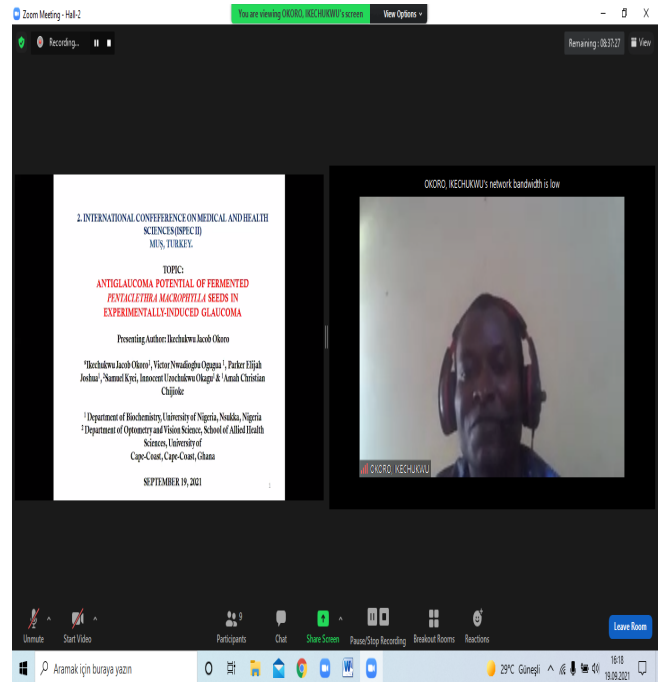 Zoom Meeting - Hall-2
You are viewing OKORO, IKECHUKWU's screen
View Options
Recording...
Remaining : 08:37:27
View
2. INTERNATIONAL CONFEFERENCE ON MEDICAL AND HEALTH
SCIENCES (ISPEC II)
MUŞ, TURKEY.
TOPIC:
ANTIGLAUCOMA POTENTIAL OF FERMENTED
PENTACLETHRA MACROPHYLLA SEEDS IN
EXPERIMENTALLY-INDUCED GLAUCOMA
Presenting Author: Ikechukwu Jacob Okoro
*Ikechukwu Jacob Okoro¹, Victor Nwadiogbu Ogugua ¹, Parker Elijah
Joshua¹, ²Samuel Kyei, Innocent Uzochukwu Okagu¹ & ¹Amah Christian
Chijioke
¹ Department of Biochemistry, University of Nigeria, Nsukka, Nigeria
² Department of Optometry and Vision Science, School of Allied Health
Sciences, University of
Cape-Coast, Cape-Coast, Ghana
SEPTEMBER 19, 2021
OKORO, IKECHUKWU's network bandwidth is low
OKORO, IKECHUKWU
Unmute
Start Video
9
Participants
Chat
Share Screen
Pause/Stop Recording
Breakout Rooms
Reactions
Leave Room
Aramak için buraya yazın
29°C Güneşli
16:18
19.09.2021